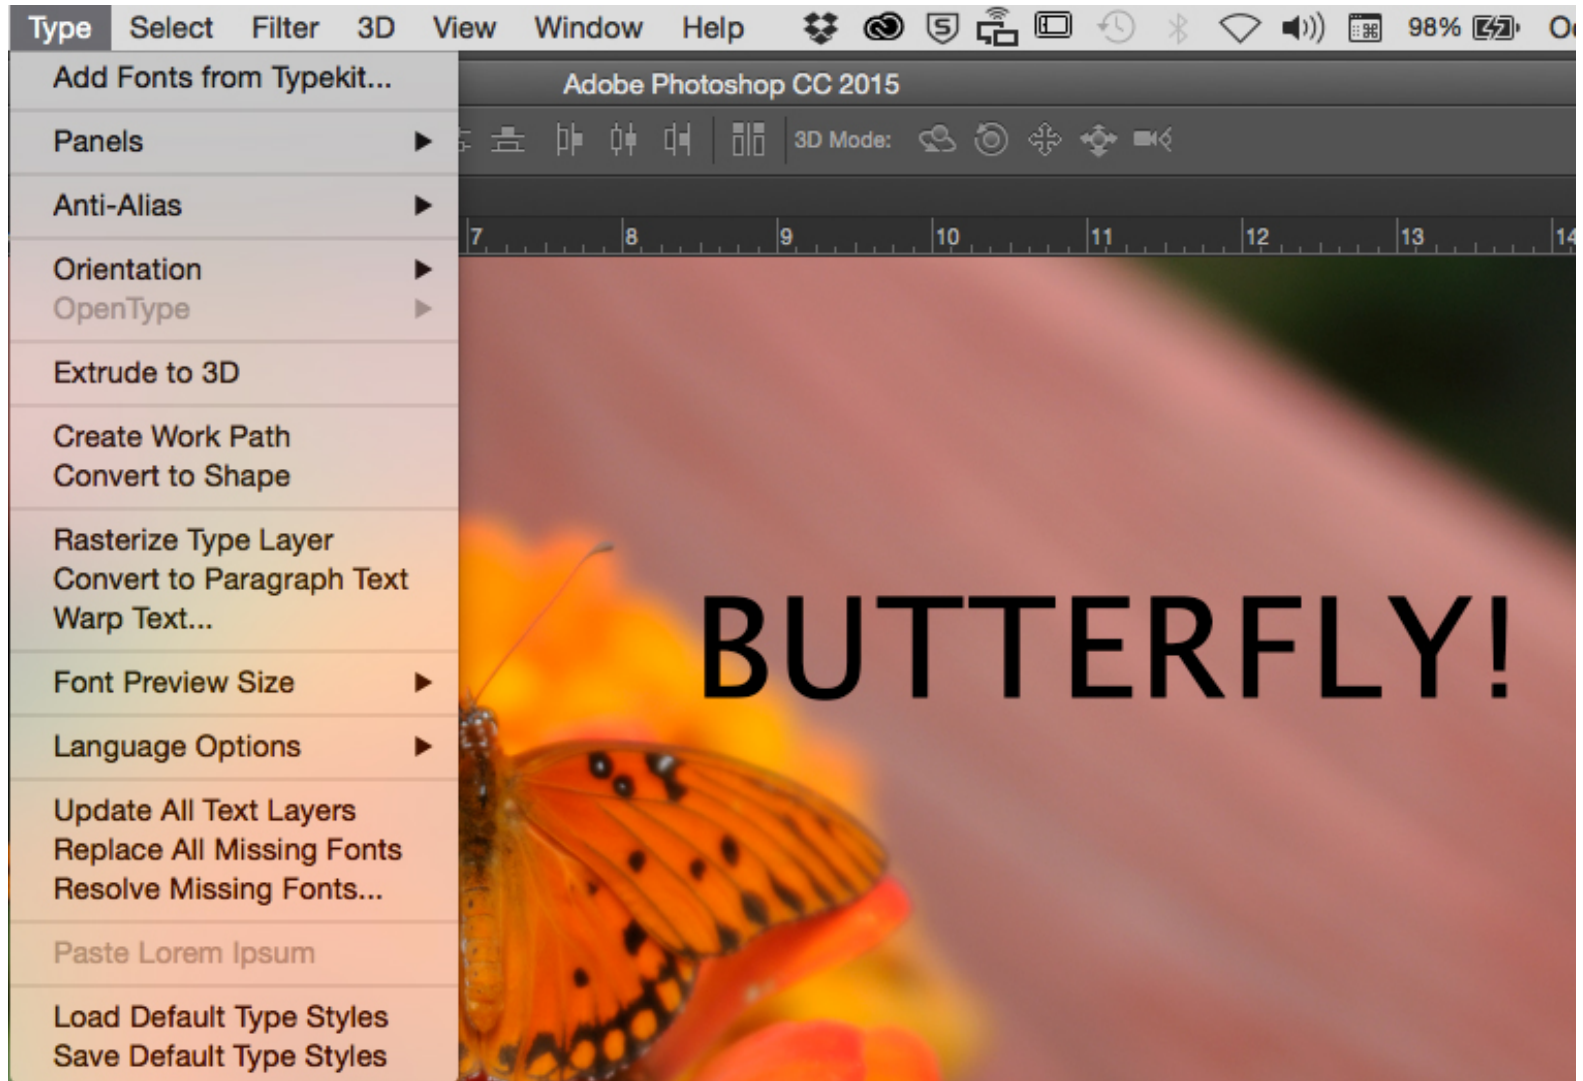 Type Select Filter 3D View Window Help 98%
Add Fonts from Typekit...
Panels
Anti-Alias
Orientation
OpenType
Extrude to 3D
Create Work Path
Convert to Shape
Rasterize Type Layer
Convert to Paragraph Text
Warp Text...
Font Preview Size
Language Options
Update All Text Layers
Replace All Missing Fonts
Resolve Missing Fonts...
Paste Lorem Ipsum
Load Default Type Styles
Save Default Type Styles
Adobe Photoshop CC 2015
3D Mode:
7 8 9 10 11 12 13 14
BUTTERFLY!